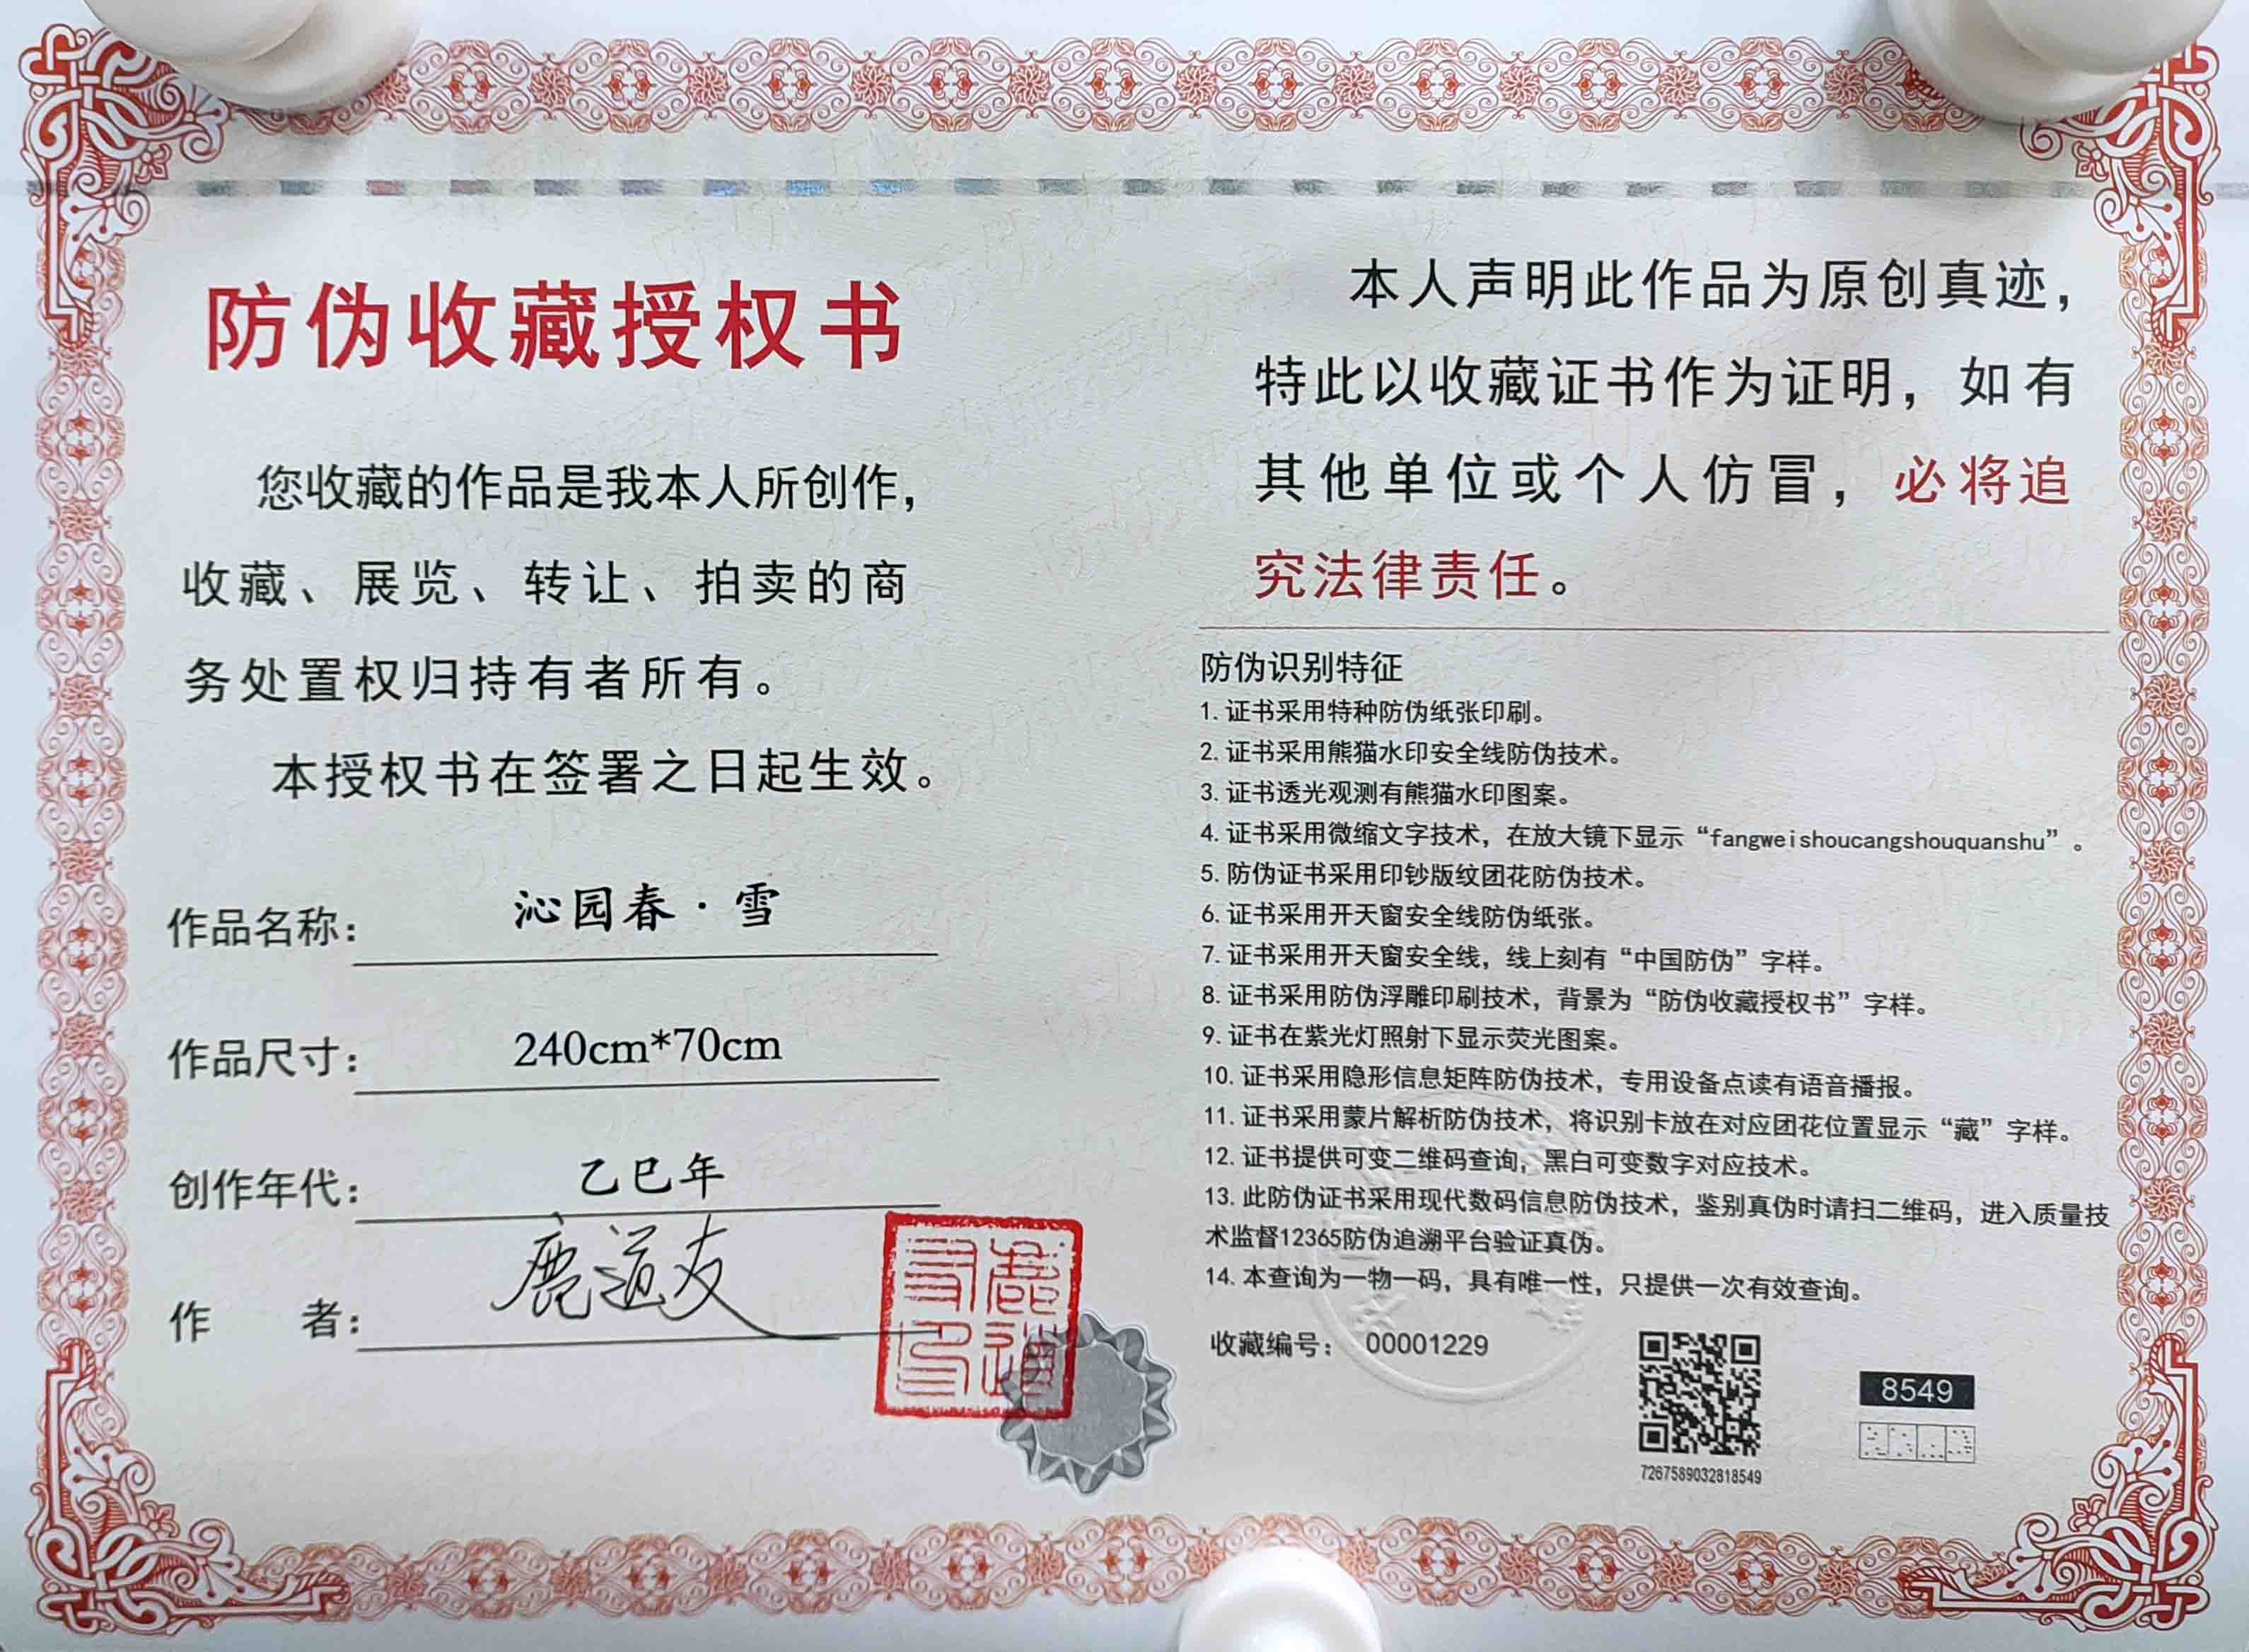 防伪收藏授权书
您收藏的作品是我本人所创作，
收藏、展览、转让、拍卖的商
务处置权归持有者所有。
本授权书在签署之日起生效。
作品名称：沁园春·雪
作品尺寸：240cm*70cm
创作年代：乙巳年
作 者：鹿道友
鹿道友印
本人声明此作品为原创真迹，
特此以收藏证书作为证明，如有
其他单位或个人仿冒，必将追
究法律责任。
防伪识别特征
1. 证书采用特种防伪纸张印刷。
2. 证书采用熊猫水印安全线防伪技术。
3. 证书透光观测有熊猫水印图案。
4. 证书采用微缩文字技术，在放大镜下显示“fangweishoucangshouquanshu”。
5. 防伪证书采用印钞版纹团花防伪技术。
6. 证书采用开天窗安全线防伪纸张。
7. 证书采用开天窗安全线，线上刻有“中国防伪”字样。
8. 证书采用防伪浮雕印刷技术，背景为“防伪收藏授权书”字样。
9. 证书在紫光灯照射下显示荧光图案。
10. 证书采用隐形信息矩阵防伪技术，专用设备点读有语音播报。
11. 证书采用蒙片解析防伪技术，将识别卡放在对应团花位置显示“藏”字样。
12. 证书提供可变二维码查询，黑白可变数字对应技术。
13. 此防伪证书采用现代数码信息防伪技术，鉴别真伪时请扫二维码，进入质量技
术监督12365防伪追溯平台验证真伪。
14. 本查询为一物一码，具有唯一性，只提供一次有效查询。
收藏编号： 00001229
7267589032818549
8549